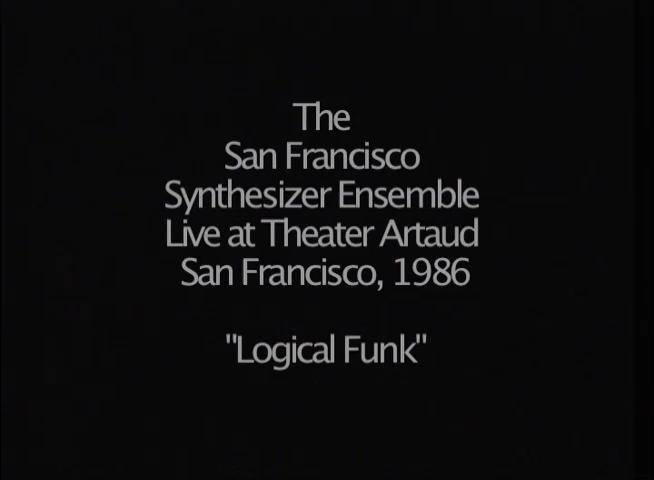 The
San Francisco
Synthesizer Ensemble
Live at Theater Artaud
San Francisco, 1986
"Logical Funk"